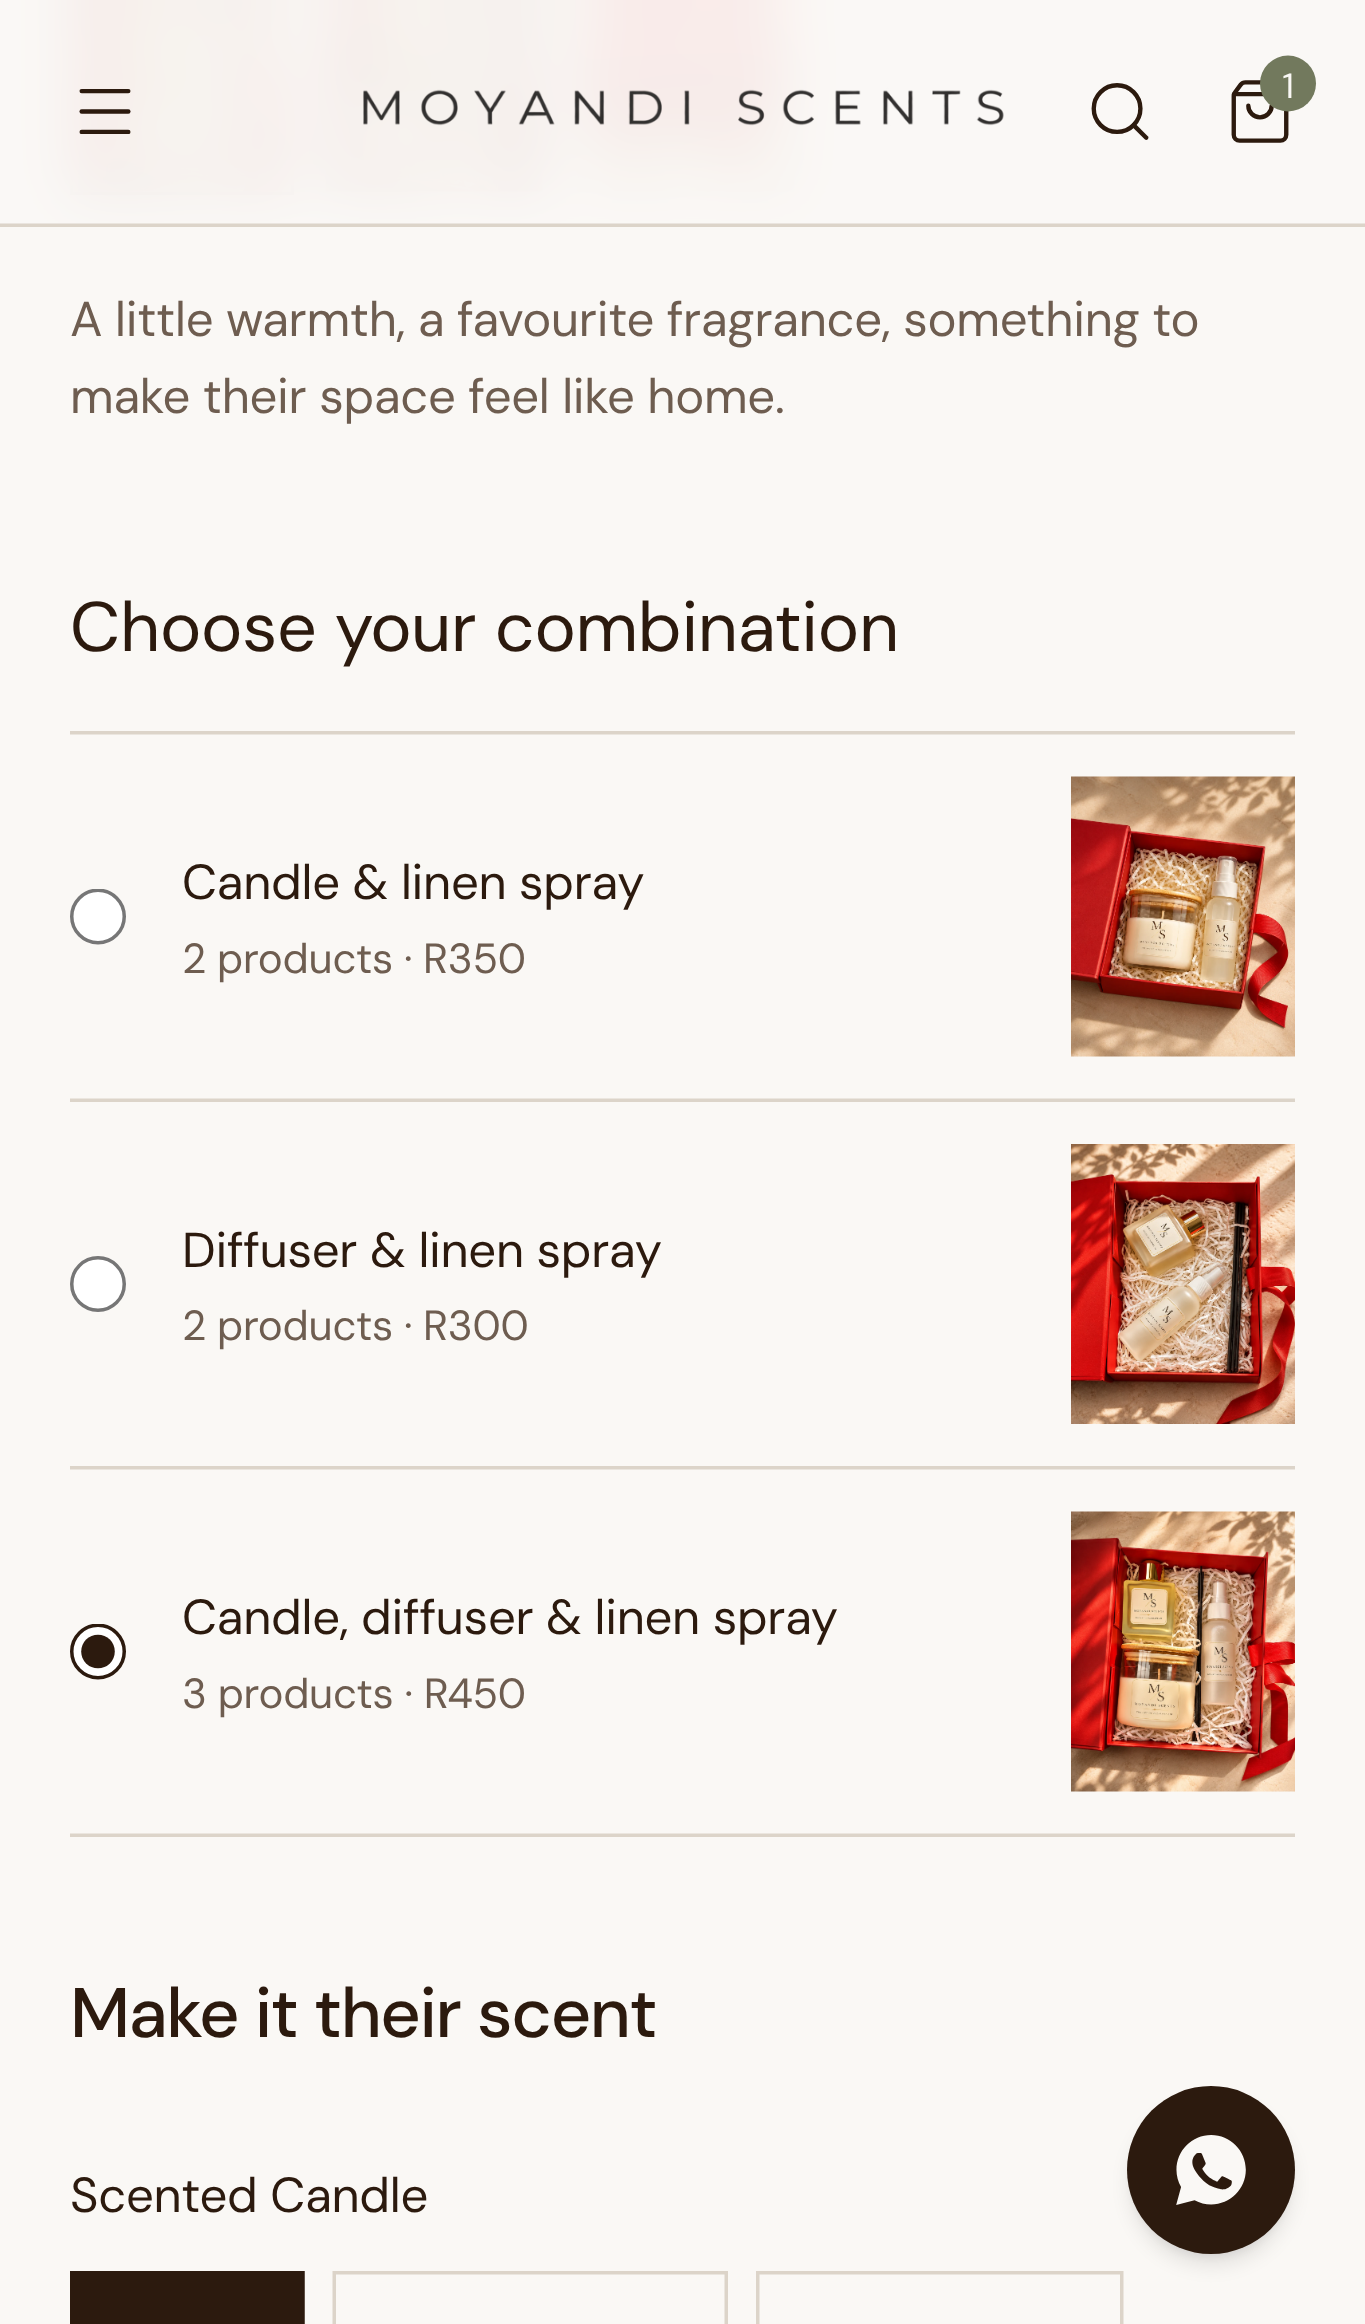 MOYANDI SCENTS
1
A little warmth, a favourite fragrance, something to
make their space feel like home.
Choose your combination
Candle & linen spray
2 products · R350
M
S
M
S
Diffuser & linen spray
2 products · R300
M
S
M
S
Candle, diffuser & linen spray
3 products · R450
M
S
M
S
M
S
Make it their scent
Scented Candle